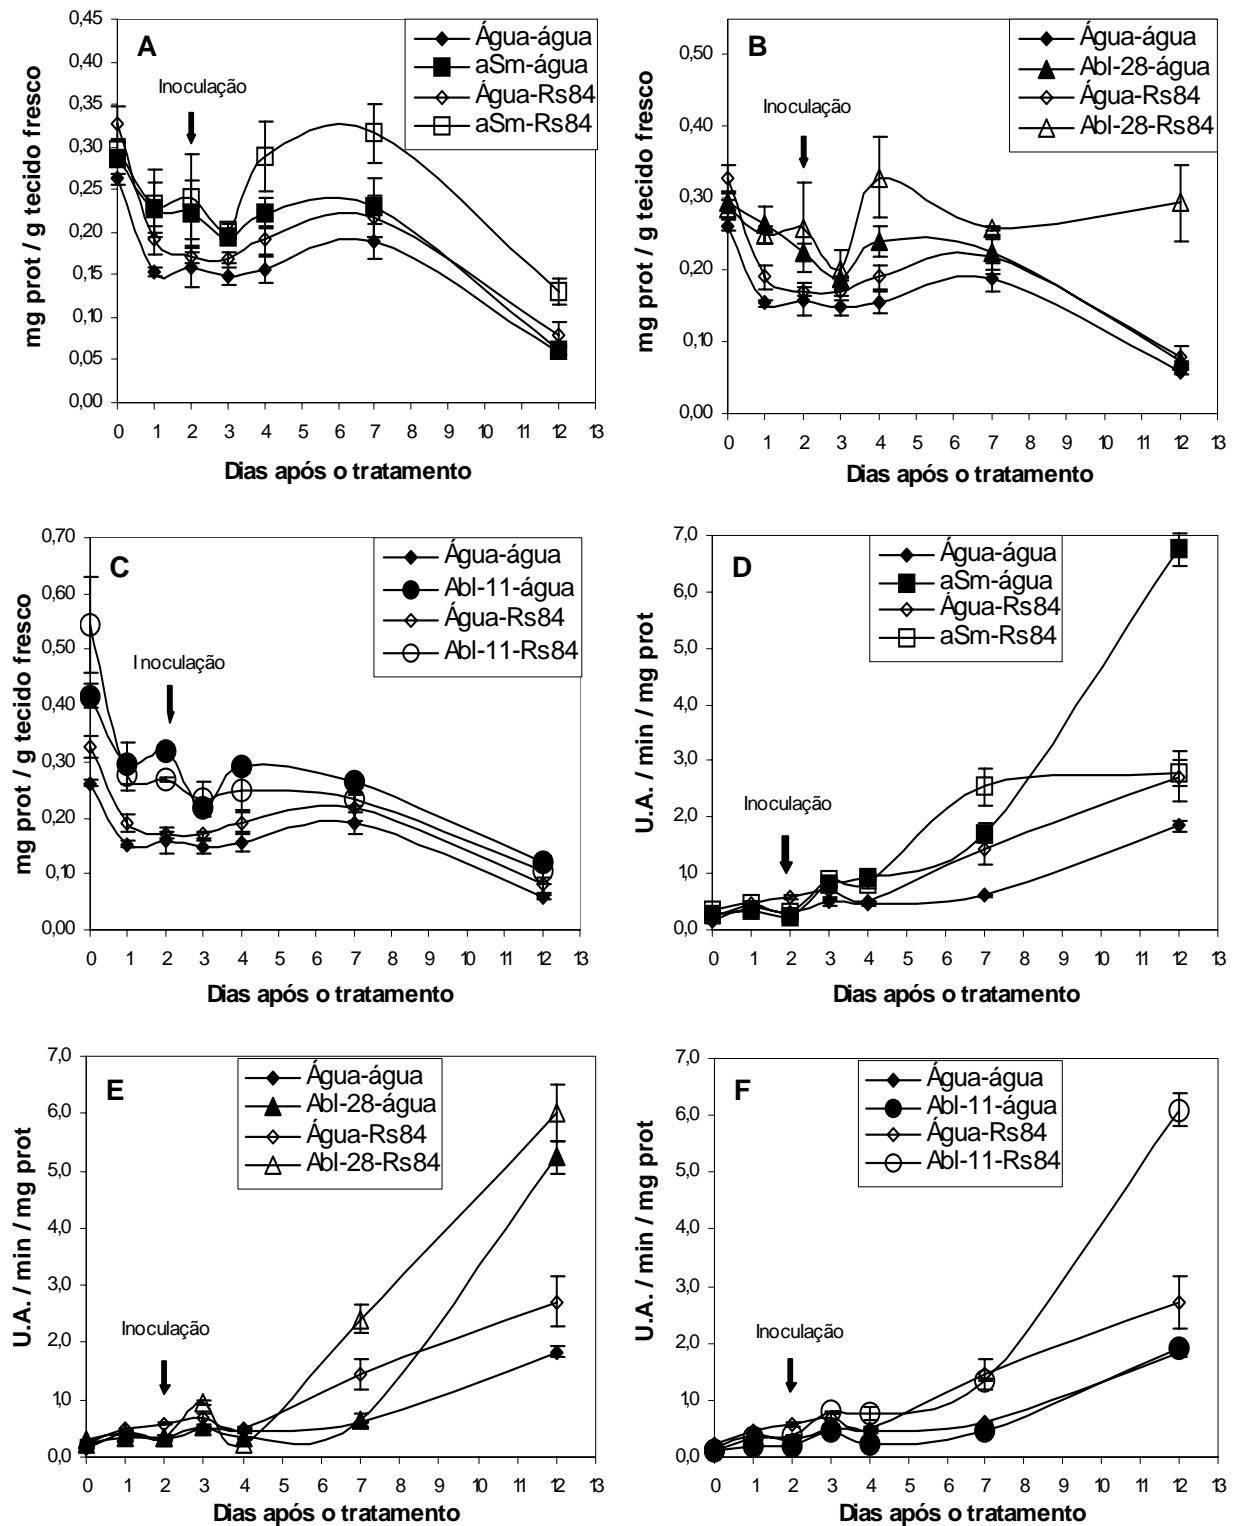 A
0,45
0,40
0,35
0,30
0,25
0,20
0,15
0,10
0,05
0,00
mg prot / g tecido fresco
Água-água
aSm-água
Água-Rs84
aSm-Rs84
Inoculação
0 1 2 3 4 5 6 7 8 9 10 11 12 13
Dias após o tratamento
B
0,50
0,40
0,30
0,20
0,10
0,00
mg prot / g tecido fresco
Água-água
Abl-28-água
Água-Rs84
Abl-28-Rs84
Inoculação
0 1 2 3 4 5 6 7 8 9 10 11 12 13
Dias após o tratamento
C
0,70
0,60
0,50
0,40
0,30
0,20
0,10
0,00
mg prot / g tecido fresco
Água-água
Abl-11-água
Água-Rs84
Abl-11-Rs84
Inoculação
0 1 2 3 4 5 6 7 8 9 10 11 12 13
Dias após o tratamento
D
7,0
6,0
5,0
4,0
3,0
2,0
1,0
0,0
U.A. / min / mg prot
Água-água
aSm-água
Água-Rs84
aSm-Rs84
Inoculação
0 1 2 3 4 5 6 7 8 9 10 11 12 13
Dias após o tratamento
E
7,0
6,0
5,0
4,0
3,0
2,0
1,0
0,0
U.A. / min / mg prot
Água-água
Abl-28-água
Água-Rs84
Abl-28-Rs84
Inoculação
0 1 2 3 4 5 6 7 8 9 10 11 12 13
Dias após o tratamento
F
7,0
6,0
5,0
4,0
3,0
2,0
1,0
0,0
U.A. / min / mg prot
Água-água
Abl-11-água
Água-Rs84
Abl-11-Rs84
Inoculação
0 1 2 3 4 5 6 7 8 9 10 11 12 13
Dias após o tratamento